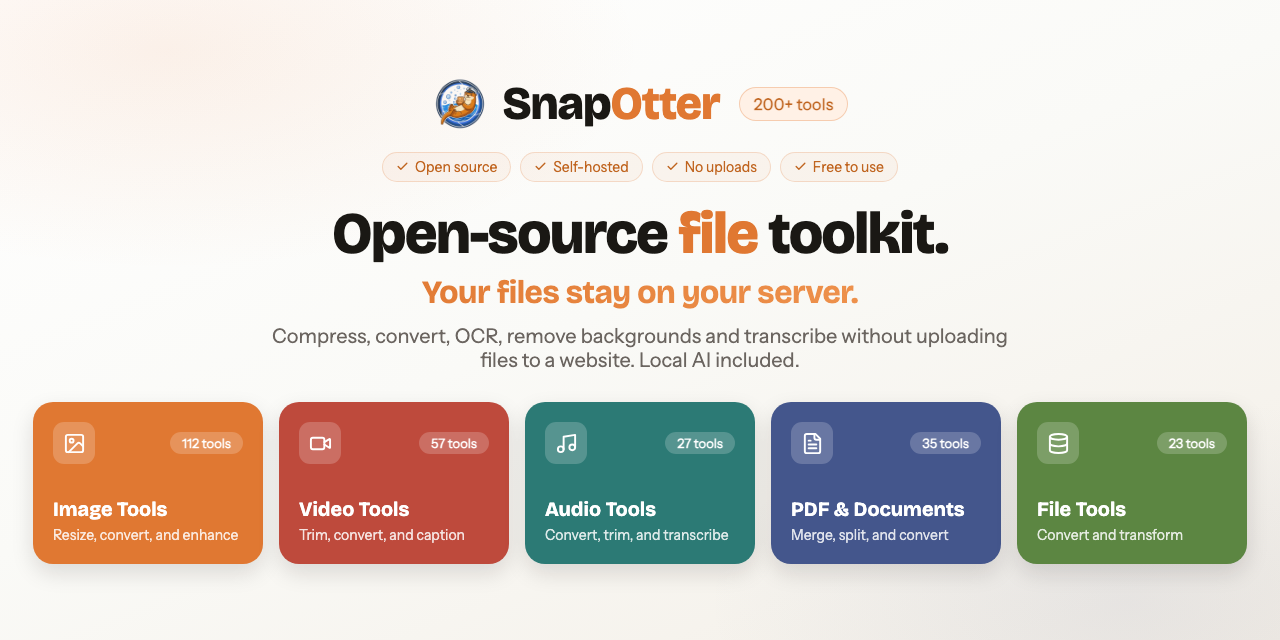 SnapOtter
200+ tools
Open source
Self-hosted
No uploads
Free to use
Open-source file toolkit.
Your files stay on your server.
Compress, convert, OCR, remove backgrounds and transcribe without uploading
files to a website. Local AI included.
112 tools
Image Tools
Resize, convert, and enhance
57 tools
Video Tools
Trim, convert, and caption
27 tools
Audio Tools
Convert, trim, and transcribe
35 tools
PDF & Documents
Merge, split, and convert
23 tools
File Tools
Convert and transform